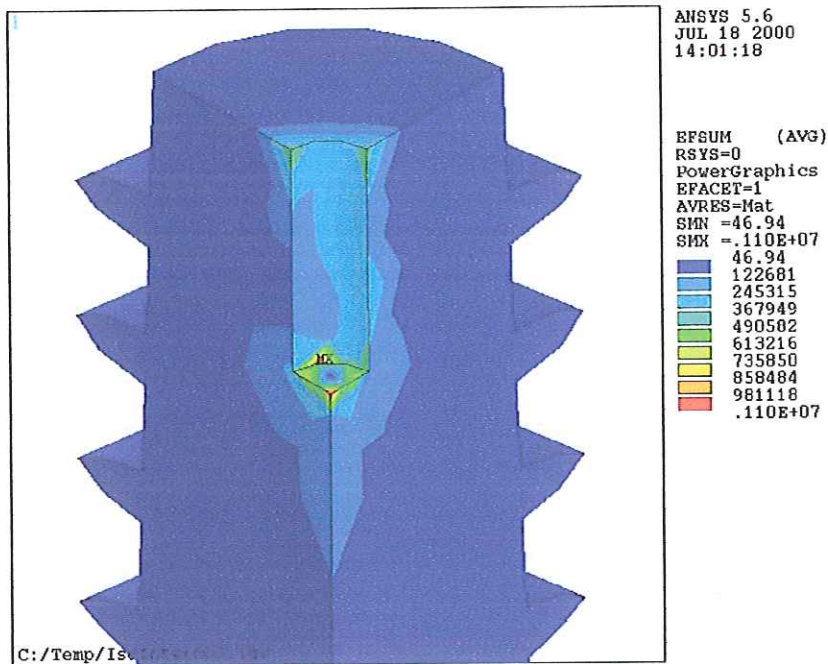 ANSYS 5.6
JUL 18 2000
14:01:18
EFSUM (AVG)
RSYS=0
PowerGraphics
EFACET=1
AVRES=Mat
SMN =46.94
SMX =.110E+07
46.94
122681
245315
367949
490582
613216
735850
858484
981118
.110E+07
MX